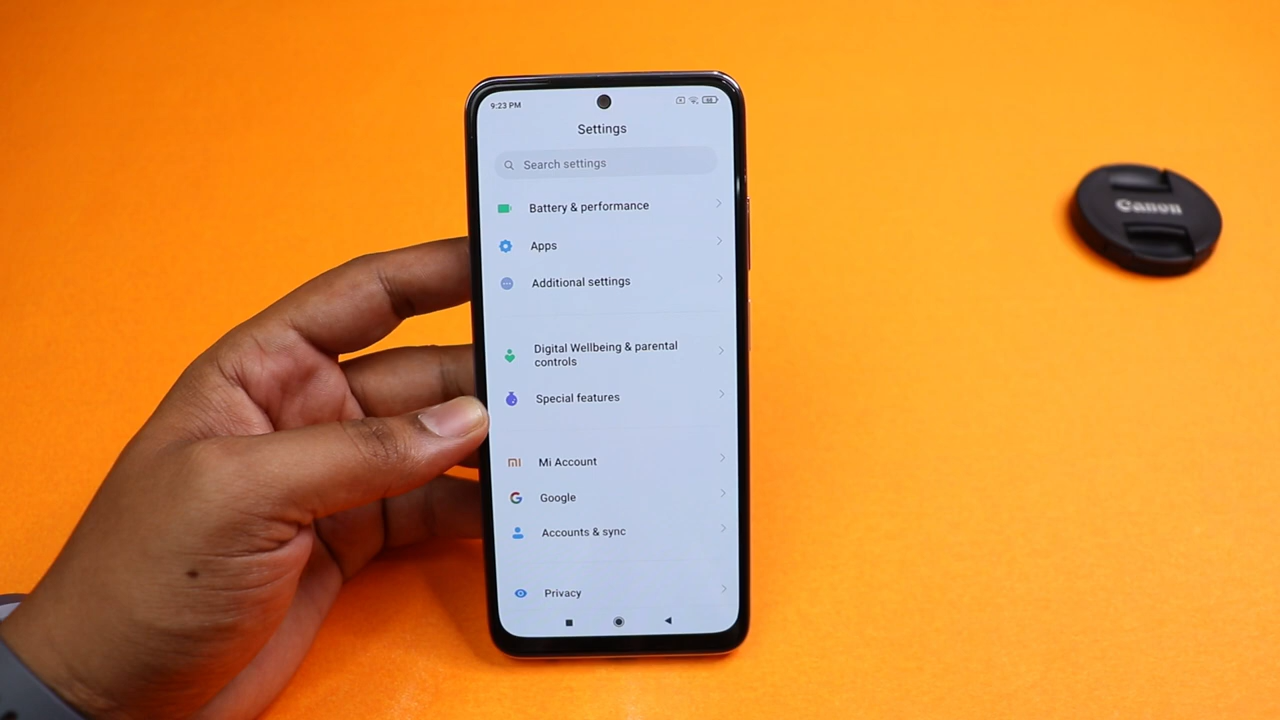 9:23 PM
Settings
Search settings
Battery & performance
Apps
Additional settings
Digital Wellbeing & parental
controls
Special features
Mi Account
Google
Accounts & sync
Privacy
Canon